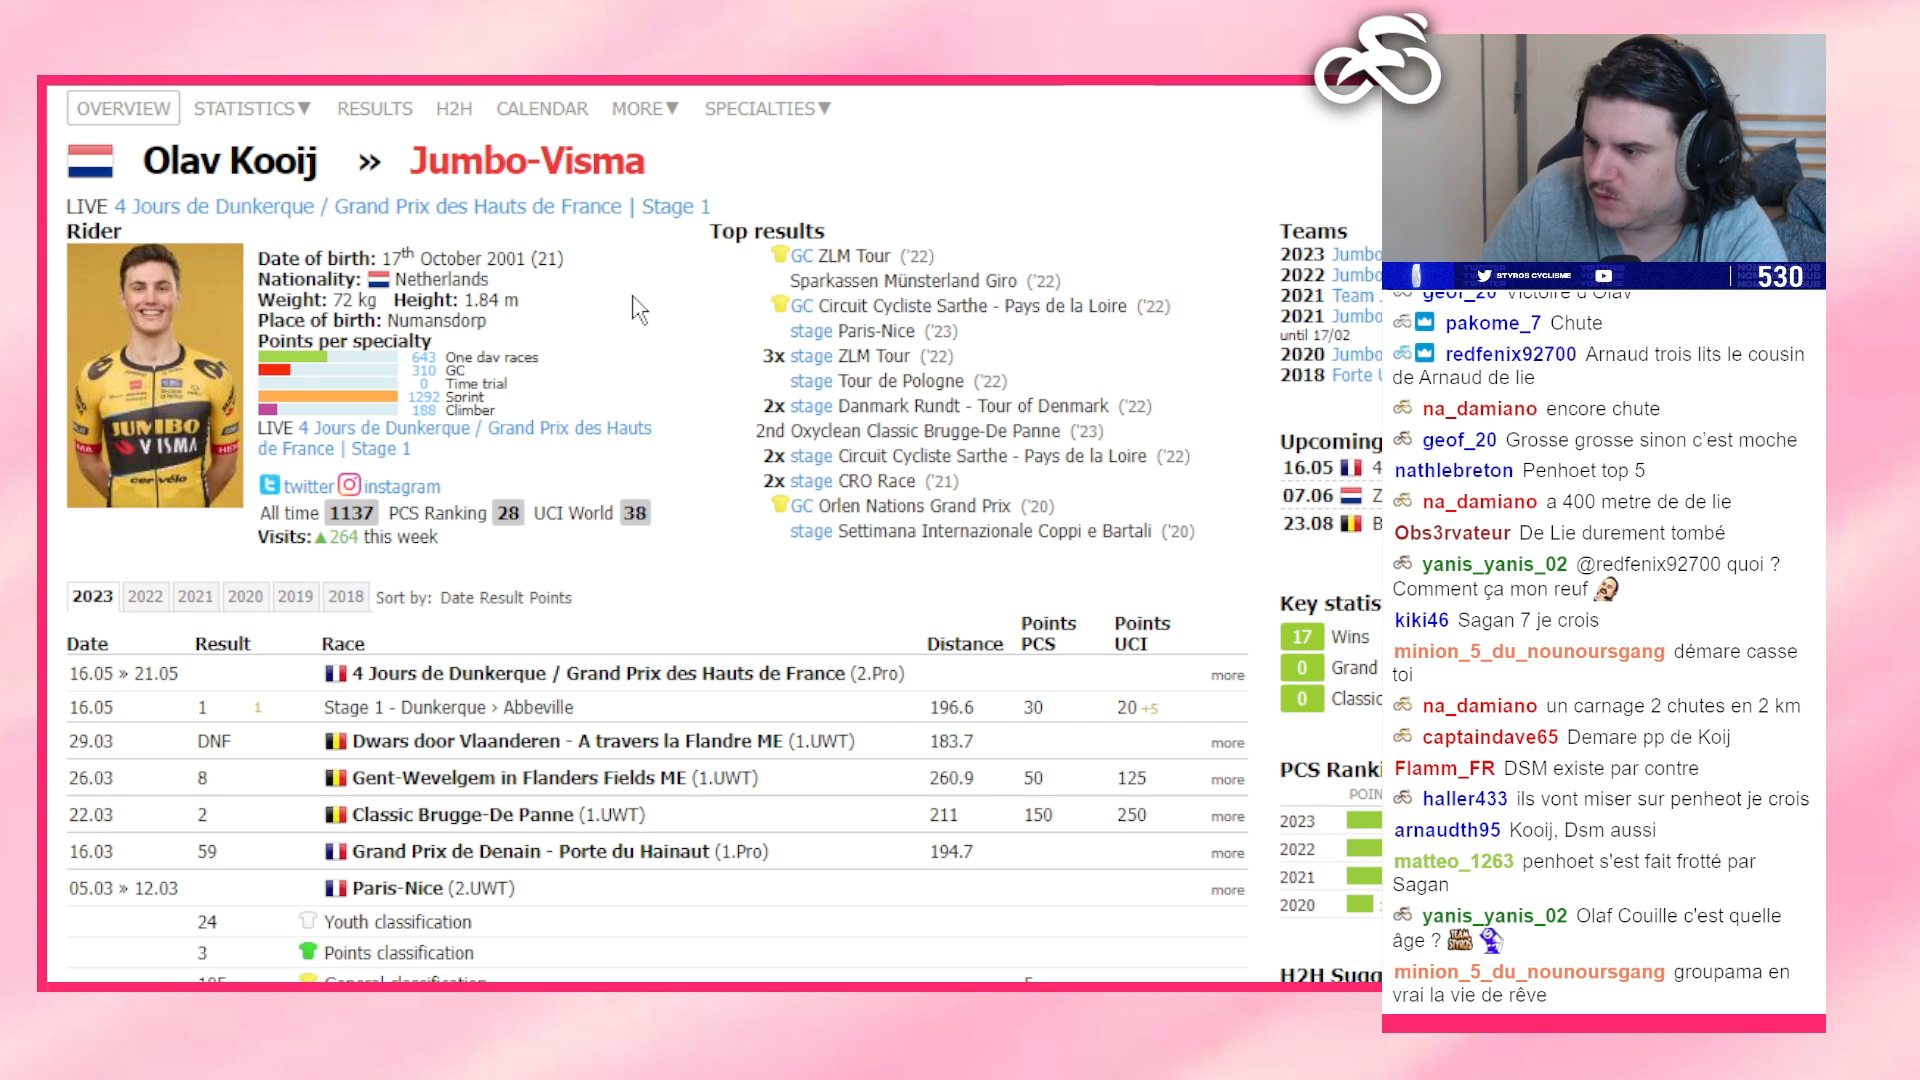 OVERVIEW STATISTICS▼ RESULTS H2H CALENDAR MORE▼ SPECIALTIES▼
Olav Kooij » Jumbo-Visma
LIVE 4 Jours de Dunkerque / Grand Prix des Hauts de France | Stage 1
Rider
Date of birth: 17th October 2001 (21)
Nationality: Netherlands
Weight: 72 kg Height: 1.84 m
Place of birth: Numansdorp
Points per specialty
643 One day races
310 GC
0 Time trial
1292 Sprint
188 Climber
LIVE 4 Jours de Dunkerque / Grand Prix des Hauts
de France | Stage 1
twitter instagram
All time 1137 PCS Ranking 28 UCI World 38
Visits: ▲264 this week
JUMBO
VISMA
cervélo
Top results
GC ZLM Tour ('22)
Sparkassen Münsterland Giro ('22)
GC Circuit Cycliste Sarthe - Pays de la Loire ('22)
stage Paris-Nice ('23)
3x stage ZLM Tour ('22)
stage Tour de Pologne ('22)
2x stage Danmark Rundt - Tour of Denmark ('22)
2nd Oxyclean Classic Brugge-De Panne ('23)
2x stage Circuit Cycliste Sarthe - Pays de la Loire ('22)
2x stage CRO Race ('21)
GC Orlen Nations Grand Prix ('20)
stage Settimana Internazionale Coppi e Bartali ('20)
Teams
2023 Jumbo
2022 Jumbo
2021 Team
2021 Jumbo
until 17/02
2020 Jumbo
2018 Forte
Upcoming
16.05 4
07.06 Z
23.08 B
Key statis
17 Wins
0 Grand
0 Classic
PCS Ranki
POIN
2023
2022
2021
2020
H2H Sugg
2023 2022 2021 2020 2019 2018 Sort by: Date Result Points
Date Result Race Distance Points PCS Points UCI
16.05 » 21.05 4 Jours de Dunkerque / Grand Prix des Hauts de France (2.Pro) more
16.05 1 1 Stage 1 - Dunkerque › Abbeville 196.6 30 20 +5
29.03 DNF Dwars door Vlaanderen - A travers la Flandre ME (1.UWT) 183.7 more
26.03 8 Gent-Wevelgem in Flanders Fields ME (1.UWT) 260.9 50 125 more
22.03 2 Classic Brugge-De Panne (1.UWT) 211 150 250 more
16.03 59 Grand Prix de Denain - Porte du Hainaut (1.Pro) 194.7 more
05.03 » 12.03 Paris-Nice (2.UWT) more
24 Youth classification
3 Points classification
General classification
STYROS CYCLISME 530
geof_20 Victoire d'Olav
pakome_7 Chute
redfenix92700 Arnaud trois lits le cousin
de Arnaud de lie
na_damiano encore chute
geof_20 Grosse grosse sinon c'est moche
nathlebreton Penhoet top 5
na_damiano a 400 metre de de lie
Obs3rvateur De Lie durement tombé
yanis_yanis_02 @redfenix92700 quoi ?
Comment ça mon reuf
kiki46 Sagan 7 je crois
minion_5_du_nounoursgang démare casse
toi
na_damiano un carnage 2 chutes en 2 km
captaindave65 Demare pp de Koij
Flamm_FR DSM existe par contre
haller433 ils vont miser sur penheot je crois
arnaudth95 Kooij, Dsm aussi
matteo_1263 penhoet s'est fait frotté par
Sagan
yanis_yanis_02 Olaf Couille c'est quelle
âge ?
minion_5_du_nounoursgang groupama en
vrai la vie de rêve